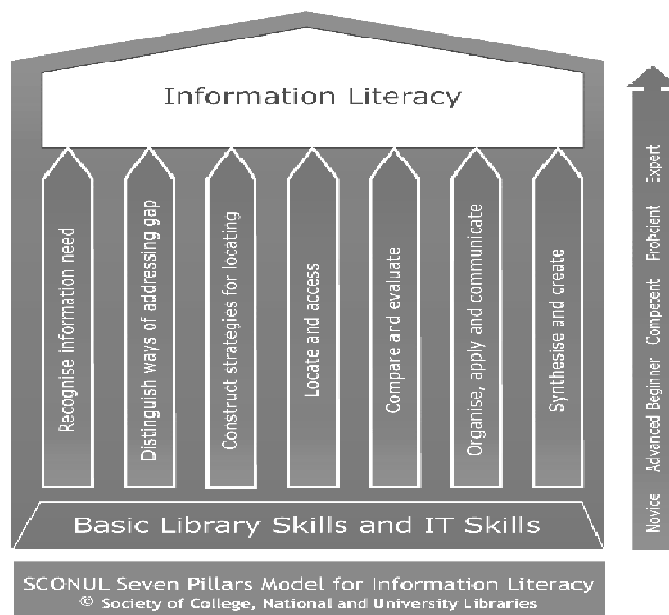 Information Literacy
Recognise information need
Distinguish ways of addressing gap
Construct strategies for locating
Locate and access
Compare and evaluate
Organise, apply and communicate
Synthesise and create
Novice Advanced Beginner Competent Proficient Expert
Basic Library Skills and IT Skills
SCONUL Seven Pillars Model for Information Literacy
© Society of College, National and University Libraries